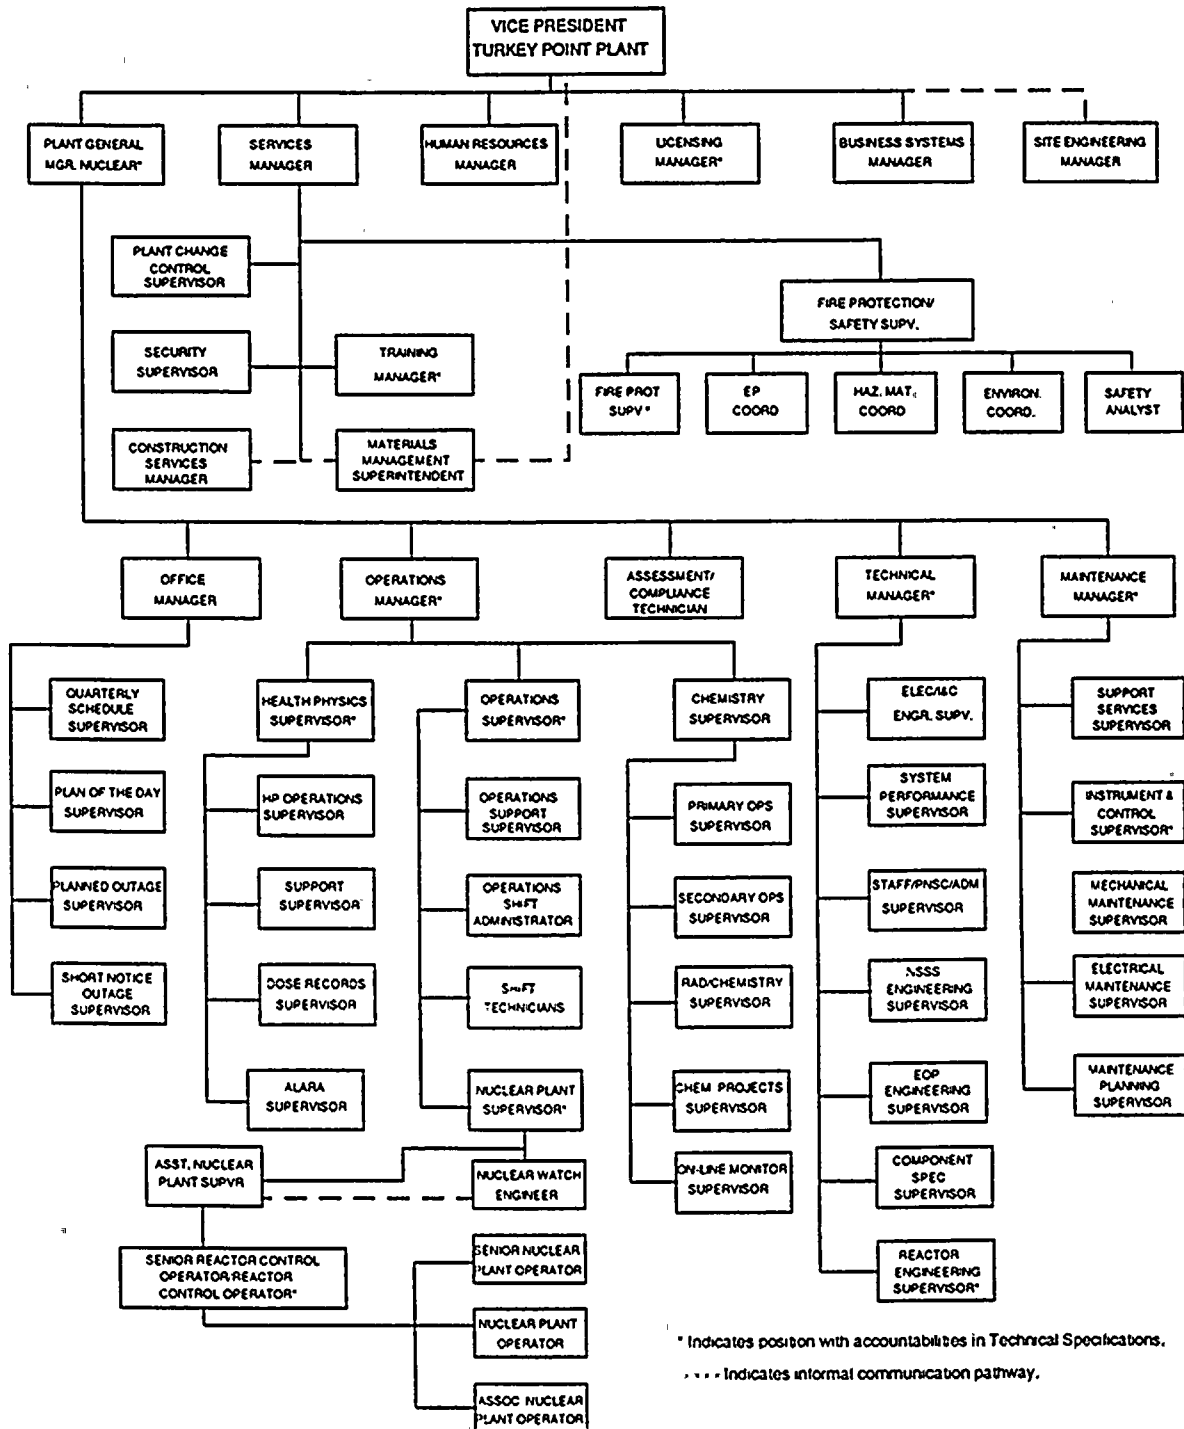 VICE PRESIDENT
TURKEY POINT PLANT
PLANT GENERAL
MGR. NUCLEAR*
SERVICES
MANAGER
HUMAN RESOURCES
MANAGER
LICENSING
MANAGER*
BUSINESS SYSTEMS
MANAGER
SITE ENGINEERING
MANAGER
PLANT CHANGE
CONTROL
SUPERVISOR
FIRE PROTECTION/
SAFETY SUPV.
SECURITY
SUPERVISOR
TRAINING
MANAGER*
FIRE PROT
SUPV*
EP
COORD
HAZ. MAT.
COORD
ENVIRON.
COORD.
SAFETY
ANALYST
CONSTRUCTION
SERVICES
MANAGER
MATERIALS
MANAGEMENT
SUPERINTENDENT
OFFICE
MANAGER
OPERATIONS
MANAGER*
ASSESSMENT/
COMPLIANCE
TECHNICIAN
TECHNICAL
MANAGER*
MAINTENANCE
MANAGER*
QUARTERLY
SCHEDULE
SUPERVISOR
HEALTH PHYSICS
SUPERVISOR*
OPERATIONS
SUPERVISOR*
CHEMISTRY
SUPERVISOR
ELEC/I&C
ENGR. SUPV.
SUPPORT
SERVICES
SUPERVISOR
PLAN OF THE DAY
SUPERVISOR
HP OPERATIONS
SUPERVISOR
OPERATIONS
SUPPORT
SUPERVISOR
PRIMARY OPS
SUPERVISOR
SYSTEM
PERFORMANCE
SUPERVISOR
INSTRUMENT &
CONTROL
SUPERVISOR*
PLANNED OUTAGE
SUPERVISOR
SUPPORT
SUPERVISOR
OPERATIONS
SHIFT
ADMINISTRATOR
SECONDARY OPS
SUPERVISOR
STAFF/PNSC/ADM
SUPERVISOR
MECHANICAL
MAINTENANCE
SUPERVISOR
SHORT NOTICE
OUTAGE
SUPERVISOR
DOSE RECORDS
SUPERVISOR
SHIFT
TECHNICIANS
RAD/CHEMISTRY
SUPERVISOR
NSSS
ENGINEERING
SUPERVISOR
ELECTRICAL
MAINTENANCE
SUPERVISOR
ALARA
SUPERVISOR
NUCLEAR PLANT
SUPERVISOR*
CHEM PROJECTS
SUPERVISOR
EOP
ENGINEERING
SUPERVISOR
MAINTENANCE
PLANNING
SUPERVISOR
ASST. NUCLEAR
PLANT SUPVR
NUCLEAR WATCH
ENGINEER
ON-LINE MONITOR
SUPERVISOR
COMPONENT
SPEC
SUPERVISOR
SENIOR REACTOR CONTROL
OPERATOR/REACTOR
CONTROL OPERATOR*
SENIOR NUCLEAR
PLANT OPERATOR
REACTOR
ENGINEERING
SUPERVISOR*
NUCLEAR PLANT
OPERATOR
ASSOC NUCLEAR
PLANT OPERATOR
* Indicates position with accountabilities in Technical Specifications.
---- Indicates informal communication pathway.